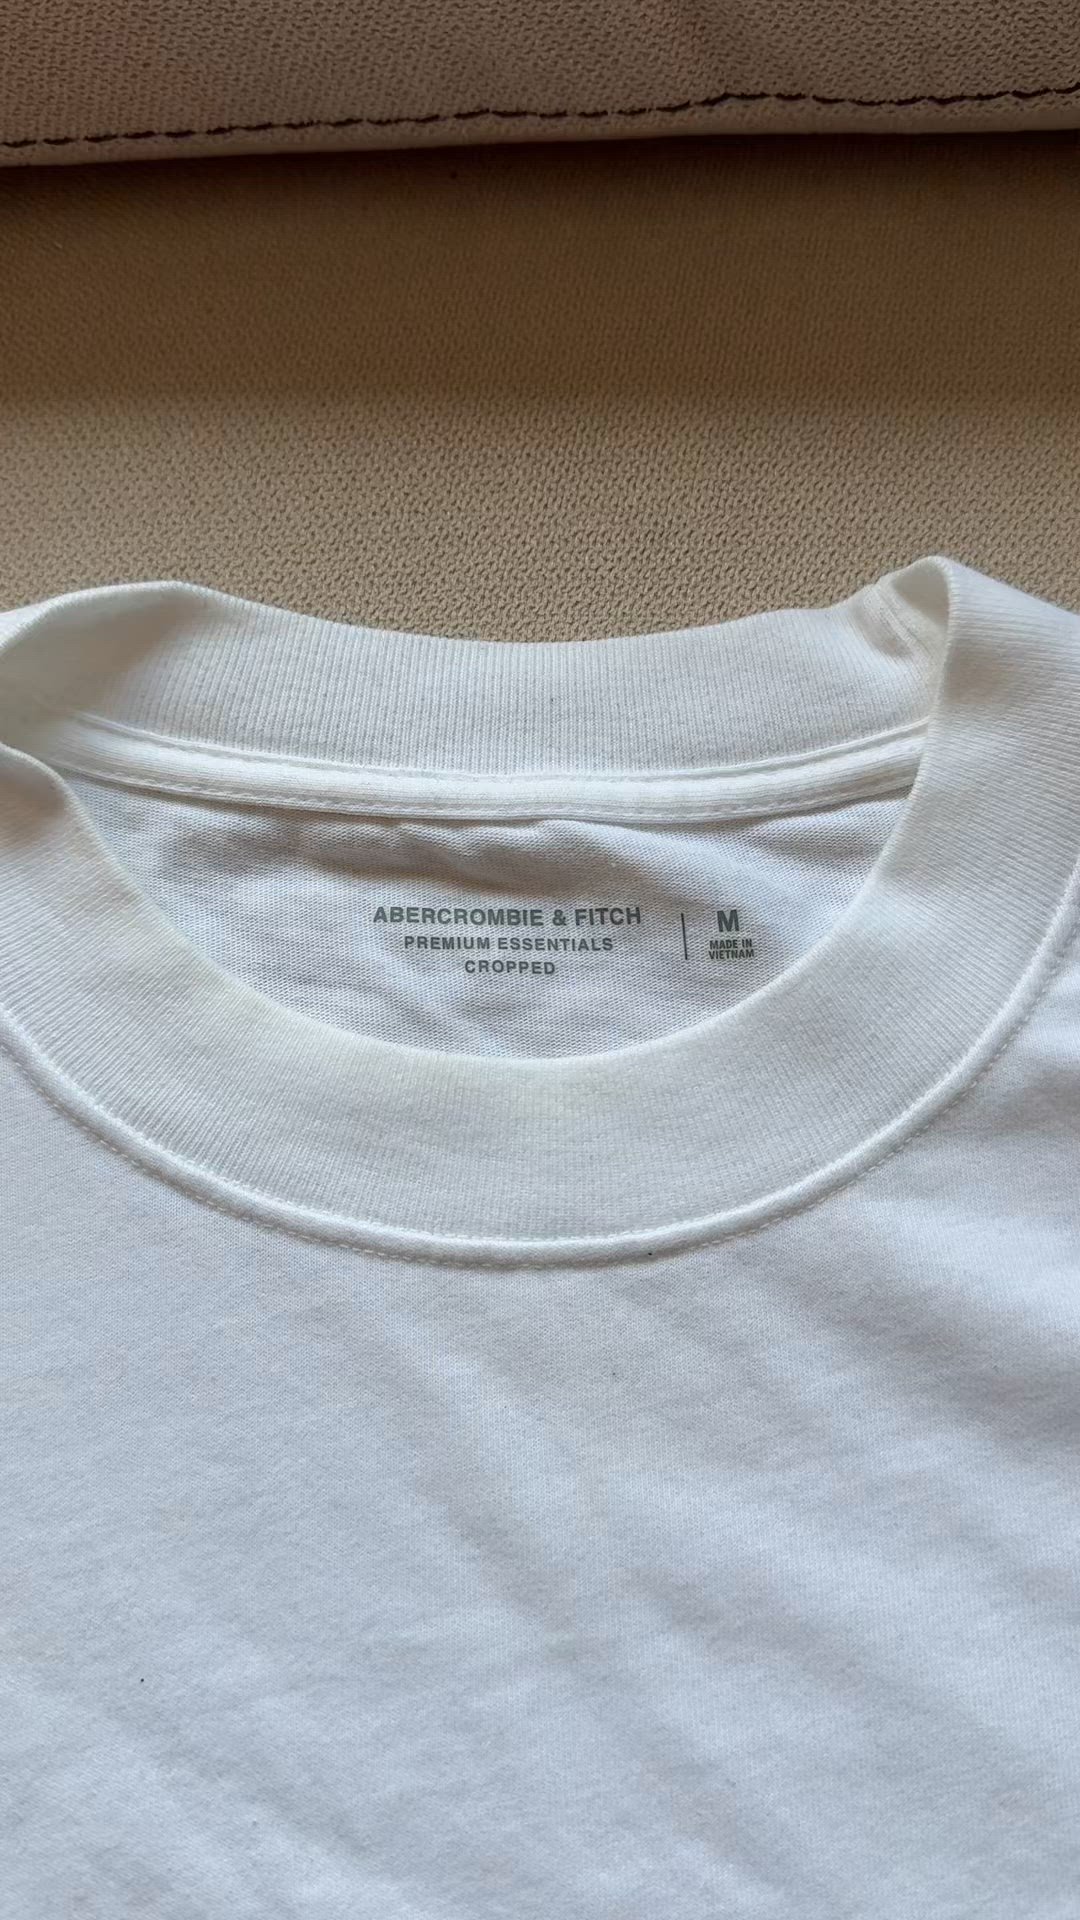 ABERCROMBIE & FITCH
PREMIUM ESSENTIALS
CROPPED
M
MADE IN
VIETNAM